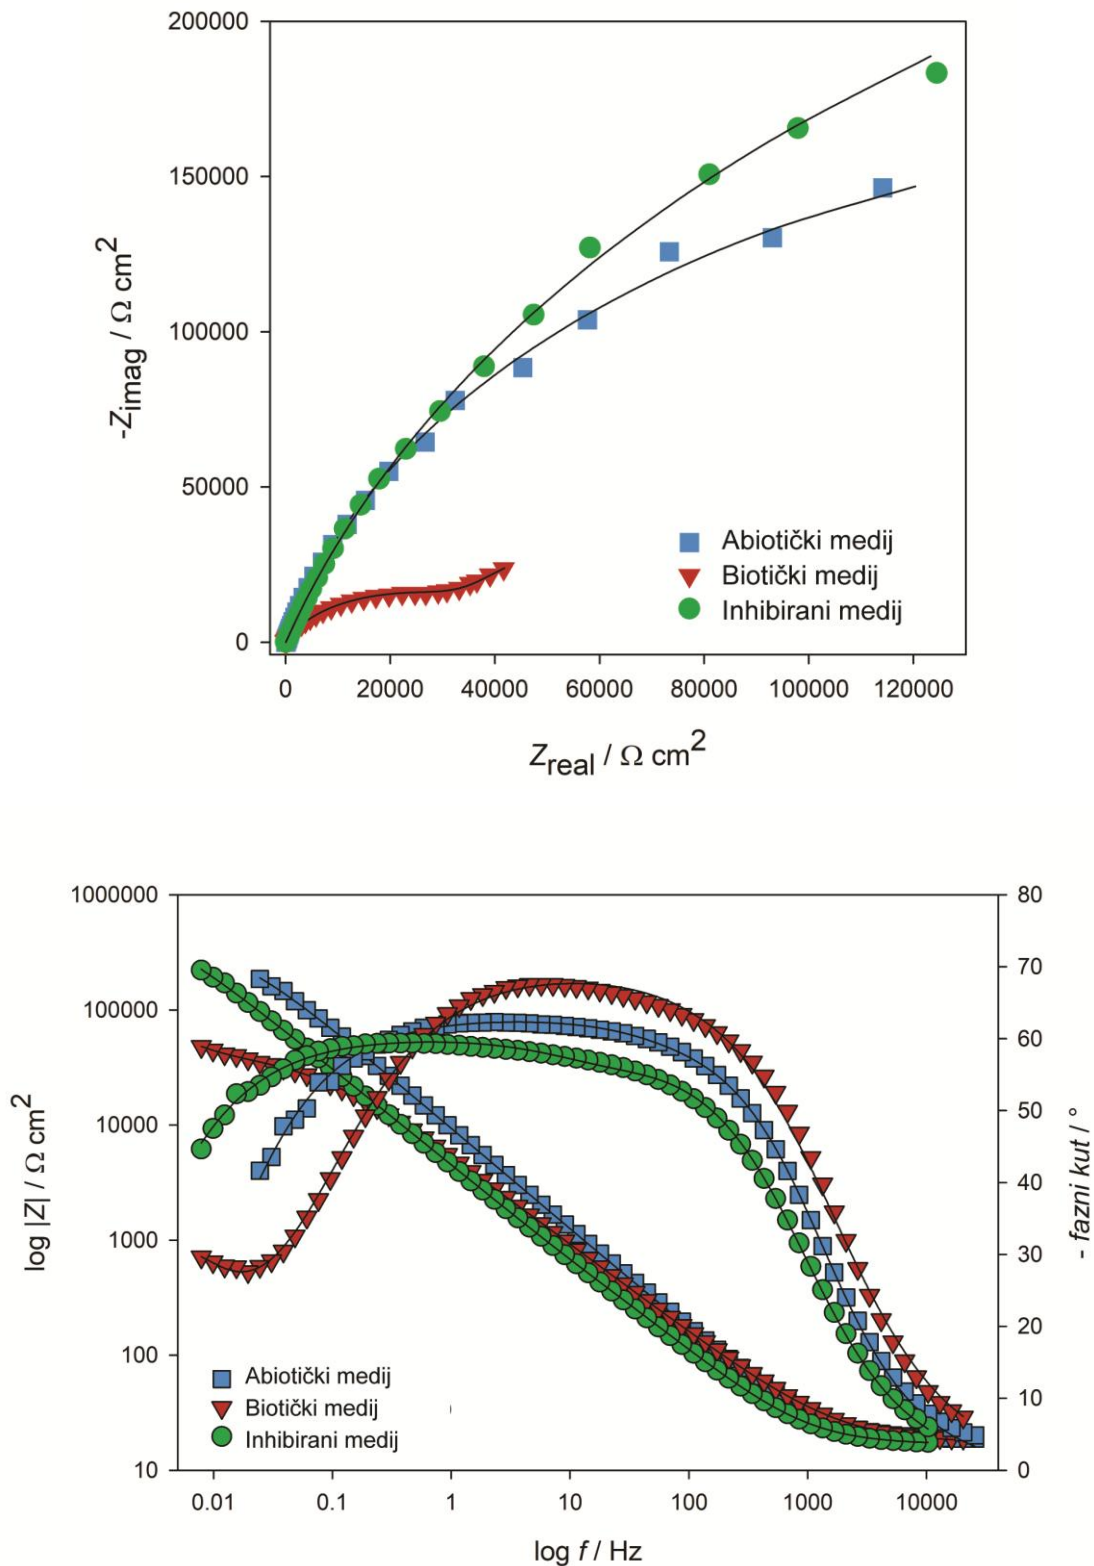 200000
150000
100000
50000
0
-Zimag / Ω cm2
Abiotički medij
Biotički medij
Inhibirani medij
0 20000 40000 60000 80000 100000 120000
Zreal / Ω cm2
1000000
100000
10000
1000
100
10
log |Z| / Ω cm2
80
70
60
50
40
30
20
10
0
- fazni kut / °
Abiotički medij
Biotički medij
Inhibirani medij
0.01 0.1 1 10 100 1000 10000
log f / Hz